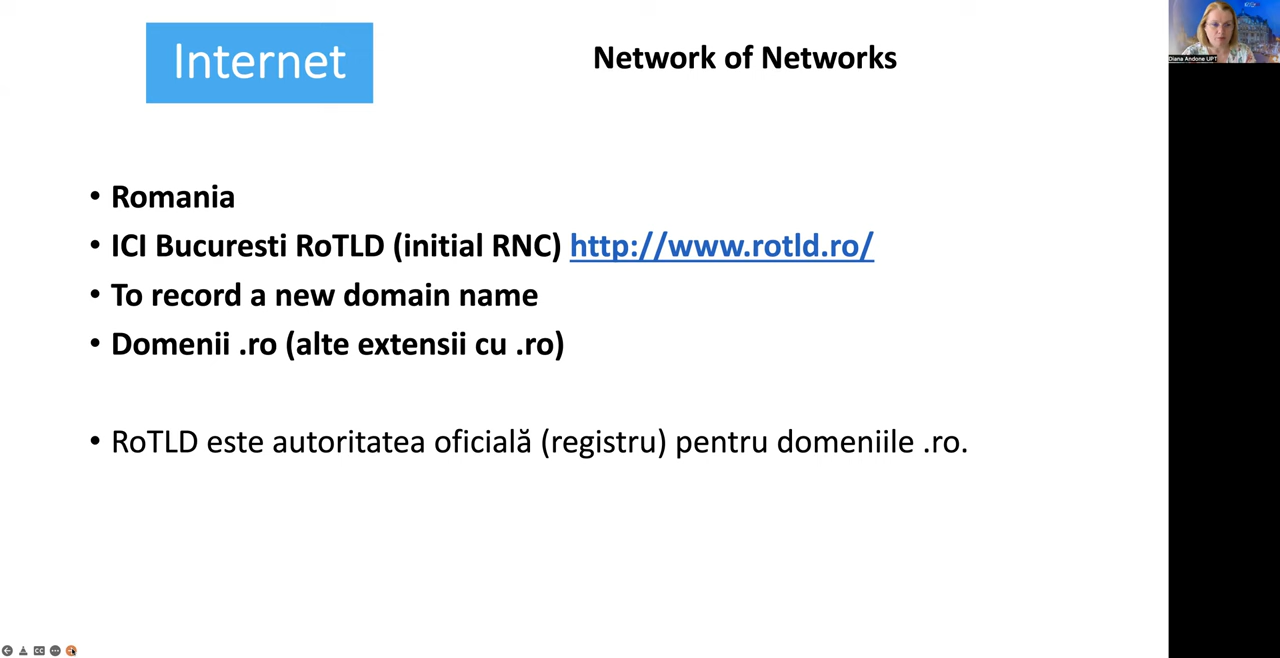 Internet
Network of Networks
Diana Andone UPT
• Romania
• ICI Bucuresti RoTLD (initial RNC) http://www.rotld.ro/
• To record a new domain name
• Domenii .ro (alte extensii cu .ro)
• RoTLD este autoritatea oficială (registru) pentru domeniile .ro.
CC